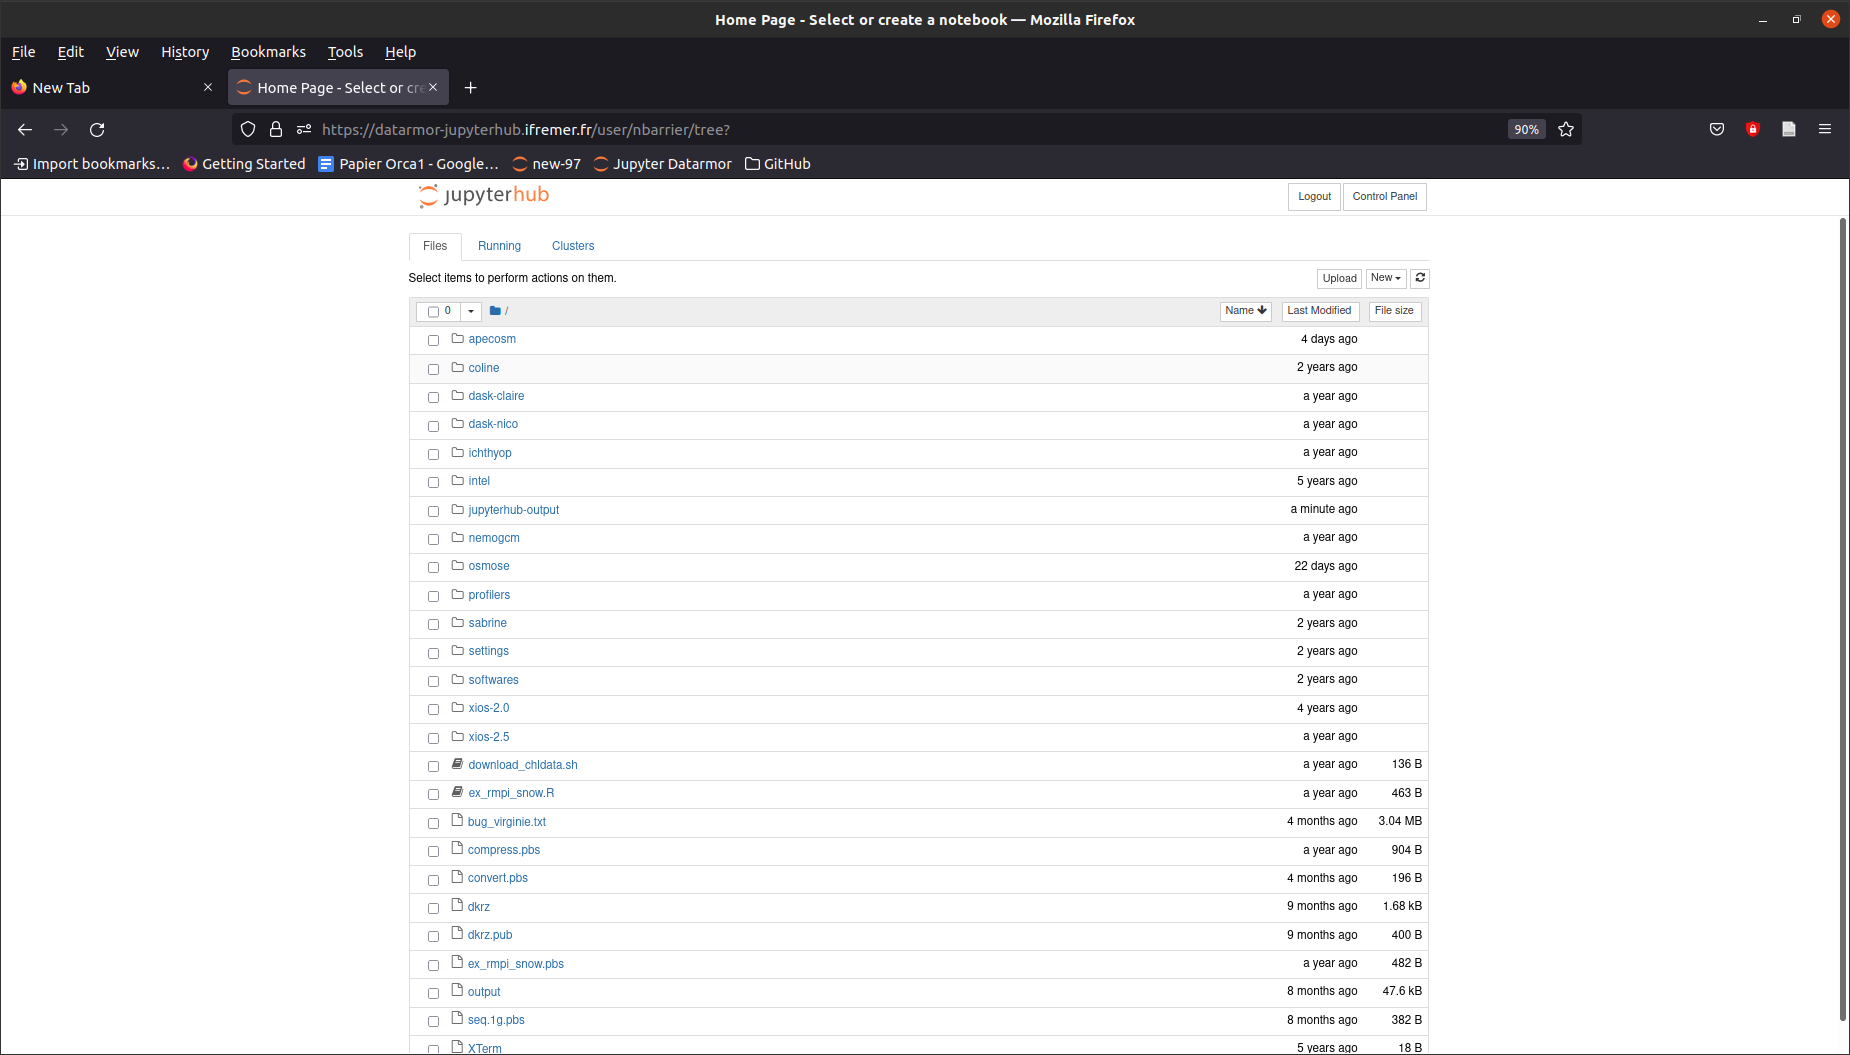 Home Page - Select or create a notebook — Mozilla Firefox
File Edit View History Bookmarks Tools Help
New Tab
Home Page - Select or cre
https://datarmor-jupyterhub.ifremer.fr/user/nbarrier/tree?
90%
Import bookmarks… Getting Started Papier Orca1 - Google… new-97 Jupyter Datarmor GitHub
jupyterhub
Logout Control Panel
Files Running Clusters
Select items to perform actions on them.
Upload New
0 /
Name Last Modified File size
apecosm 4 days ago
coline 2 years ago
dask-claire a year ago
dask-nico a year ago
ichthyop a year ago
intel 5 years ago
jupyterhub-output a minute ago
nemogcm a year ago
osmose 22 days ago
profilers a year ago
sabrine 2 years ago
settings 2 years ago
softwares 2 years ago
xios-2.0 4 years ago
xios-2.5 a year ago
download_chldata.sh a year ago 136 B
ex_rmpi_snow.R a year ago 463 B
bug_virginie.txt 4 months ago 3.04 MB
compress.pbs a year ago 904 B
convert.pbs 4 months ago 196 B
dkrz 9 months ago 1.68 kB
dkrz.pub 9 months ago 400 B
ex_rmpi_snow.pbs a year ago 482 B
output 8 months ago 47.6 kB
seq.1g.pbs 8 months ago 382 B
XTerm 5 years ago 18 B